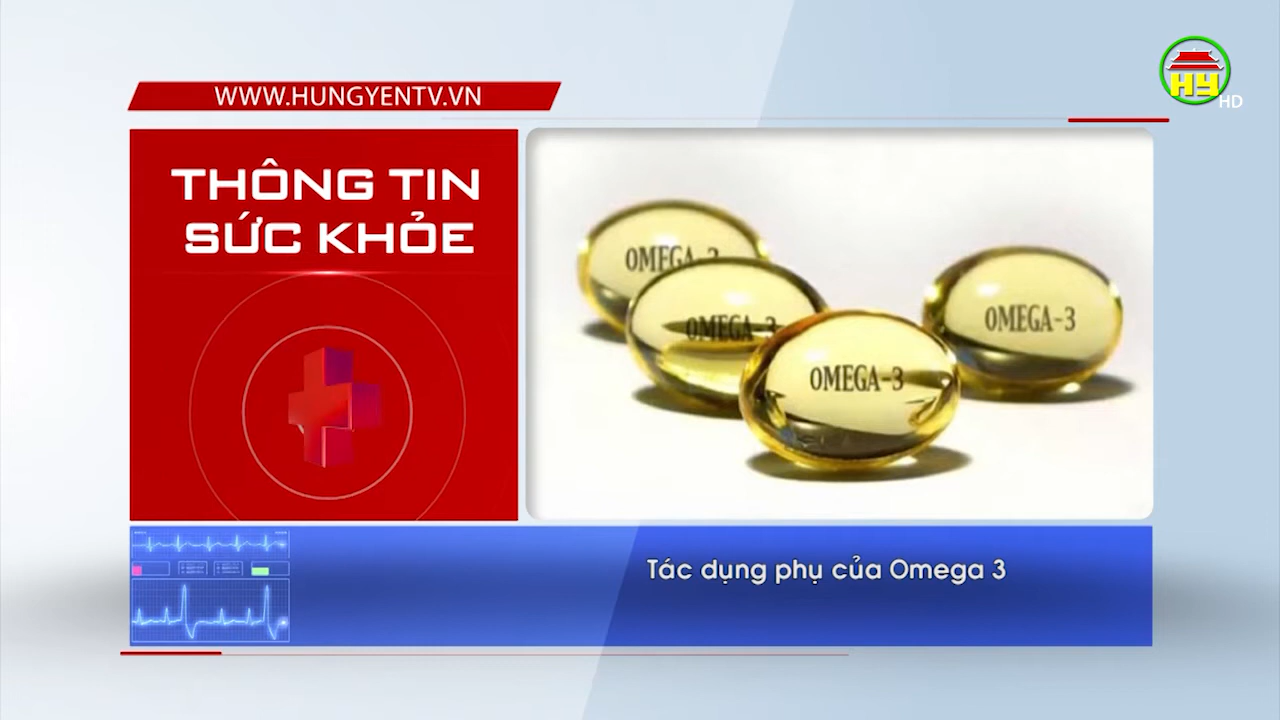 WWW.HUNGYENTV.VN
HY
HD
THÔNG TIN
SỨC KHỎE
OMEGA-3
OMEGA-3
OMEGA-3
OMEGA-3
Tác dụng phụ của Omega 3